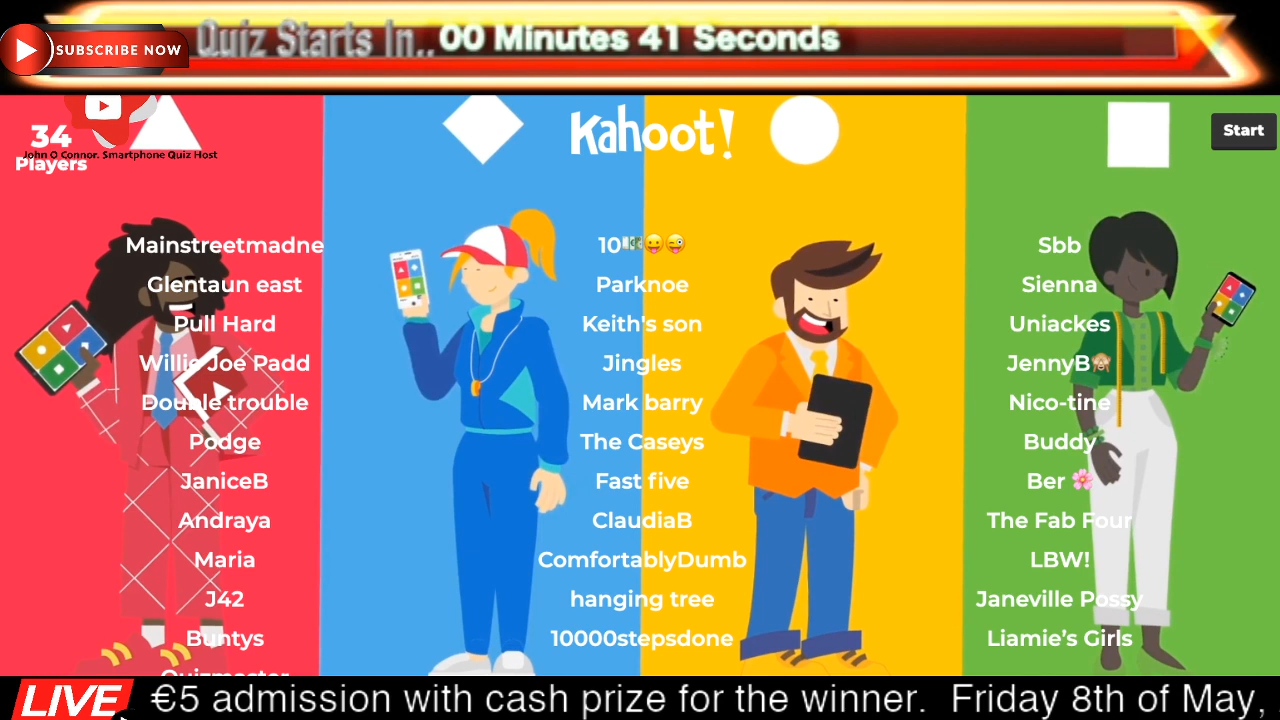 Quiz Starts In.. 00 Minutes 41 Seconds
SUBSCRIBE NOW
34
Players
John O Connor. Smartphone Quiz Host
Kahoot!
Start
Mainstreetmadne
10💵😛😜
Sbb
Glentaun east
Parknoe
Sienna
Pull Hard
Keith's son
Uniackes
Willie Joe Padd
Jingles
JennyB🙈
Double trouble
Mark barry
Nico-tine
Podge
The Caseys
Buddy
JaniceB
Fast five
Ber 🌸
Andraya
ClaudiaB
The Fab Four
Maria
ComfortablyDumb
LBW!
J42
hanging tree
Janeville Possy
Buntys
10000stepsdone
Liamie’s Girls
Quizmaster
LIVE
€5 admission with cash prize for the winner. Friday 8th of May,